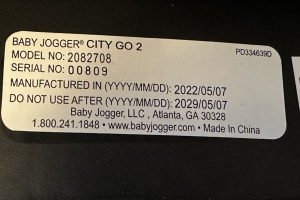 BABY JOGGER® CITY GO 2
PD334639D
MODEL NO: 2082708
SERIAL NO: 00809
MANUFACTURED IN (YYYY/MM/DD): 2022/05/07
DO NOT USE AFTER (YYYY/MM/DD): 2029/05/07
Baby Jogger, LLC , Atlanta, GA 30328
1.800.241.1848 • www.babyjogger.com • Made In China